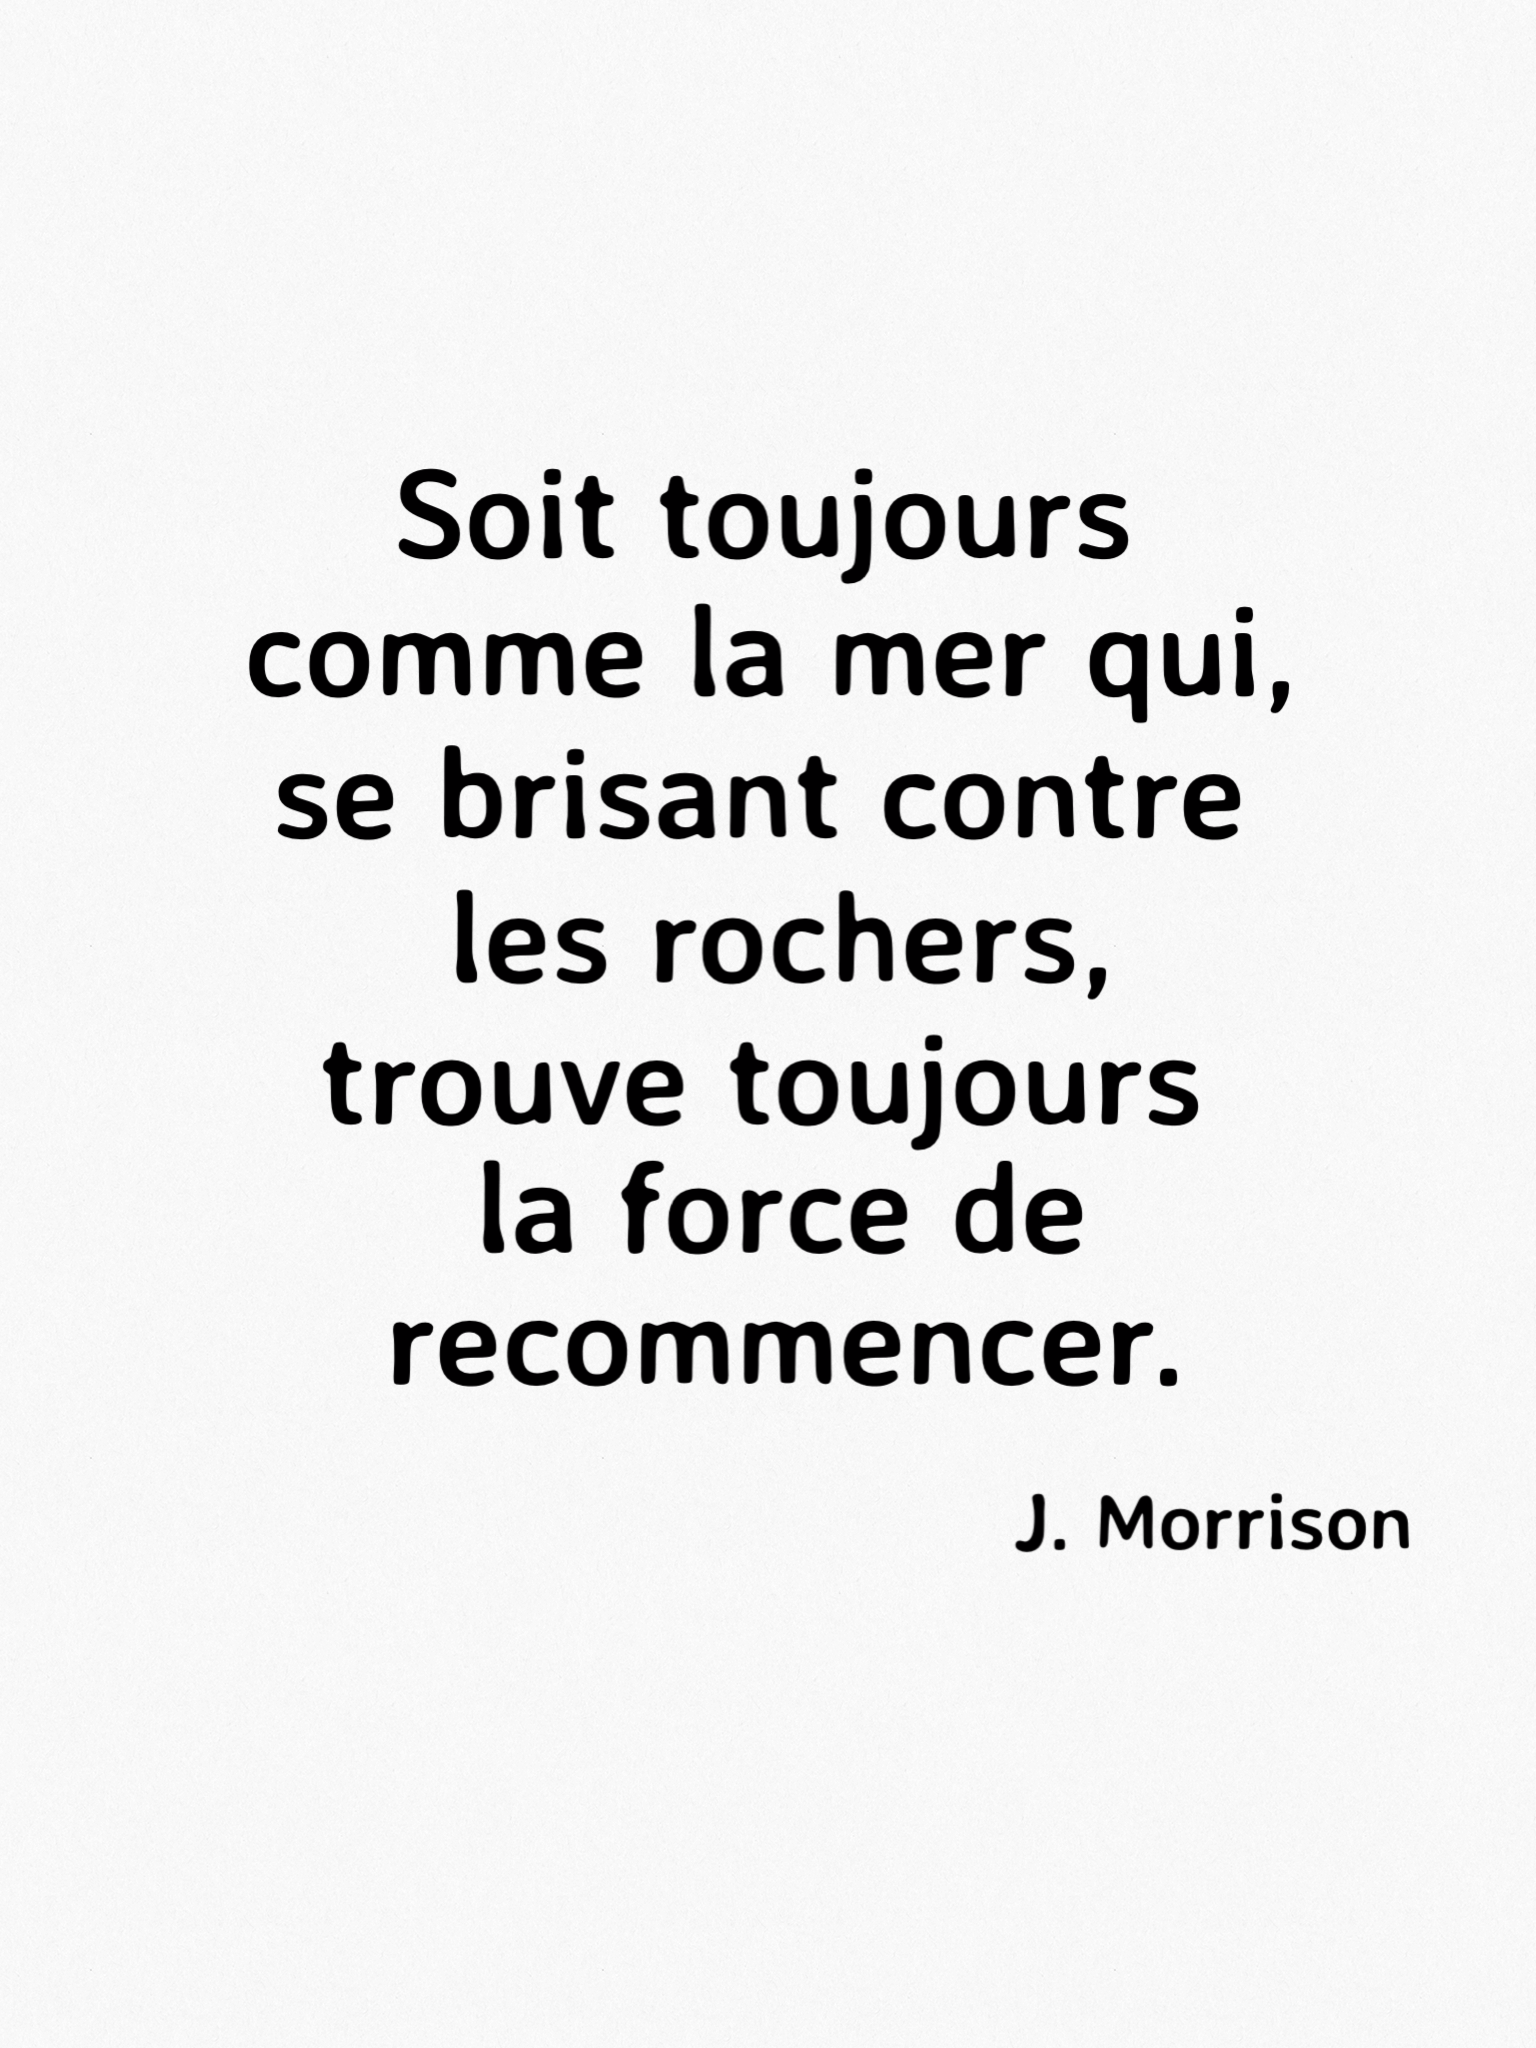 Soit toujours
comme la mer qui,
se brisant contre
les rochers,
trouve toujours
la force de
recommencer.
J. Morrison